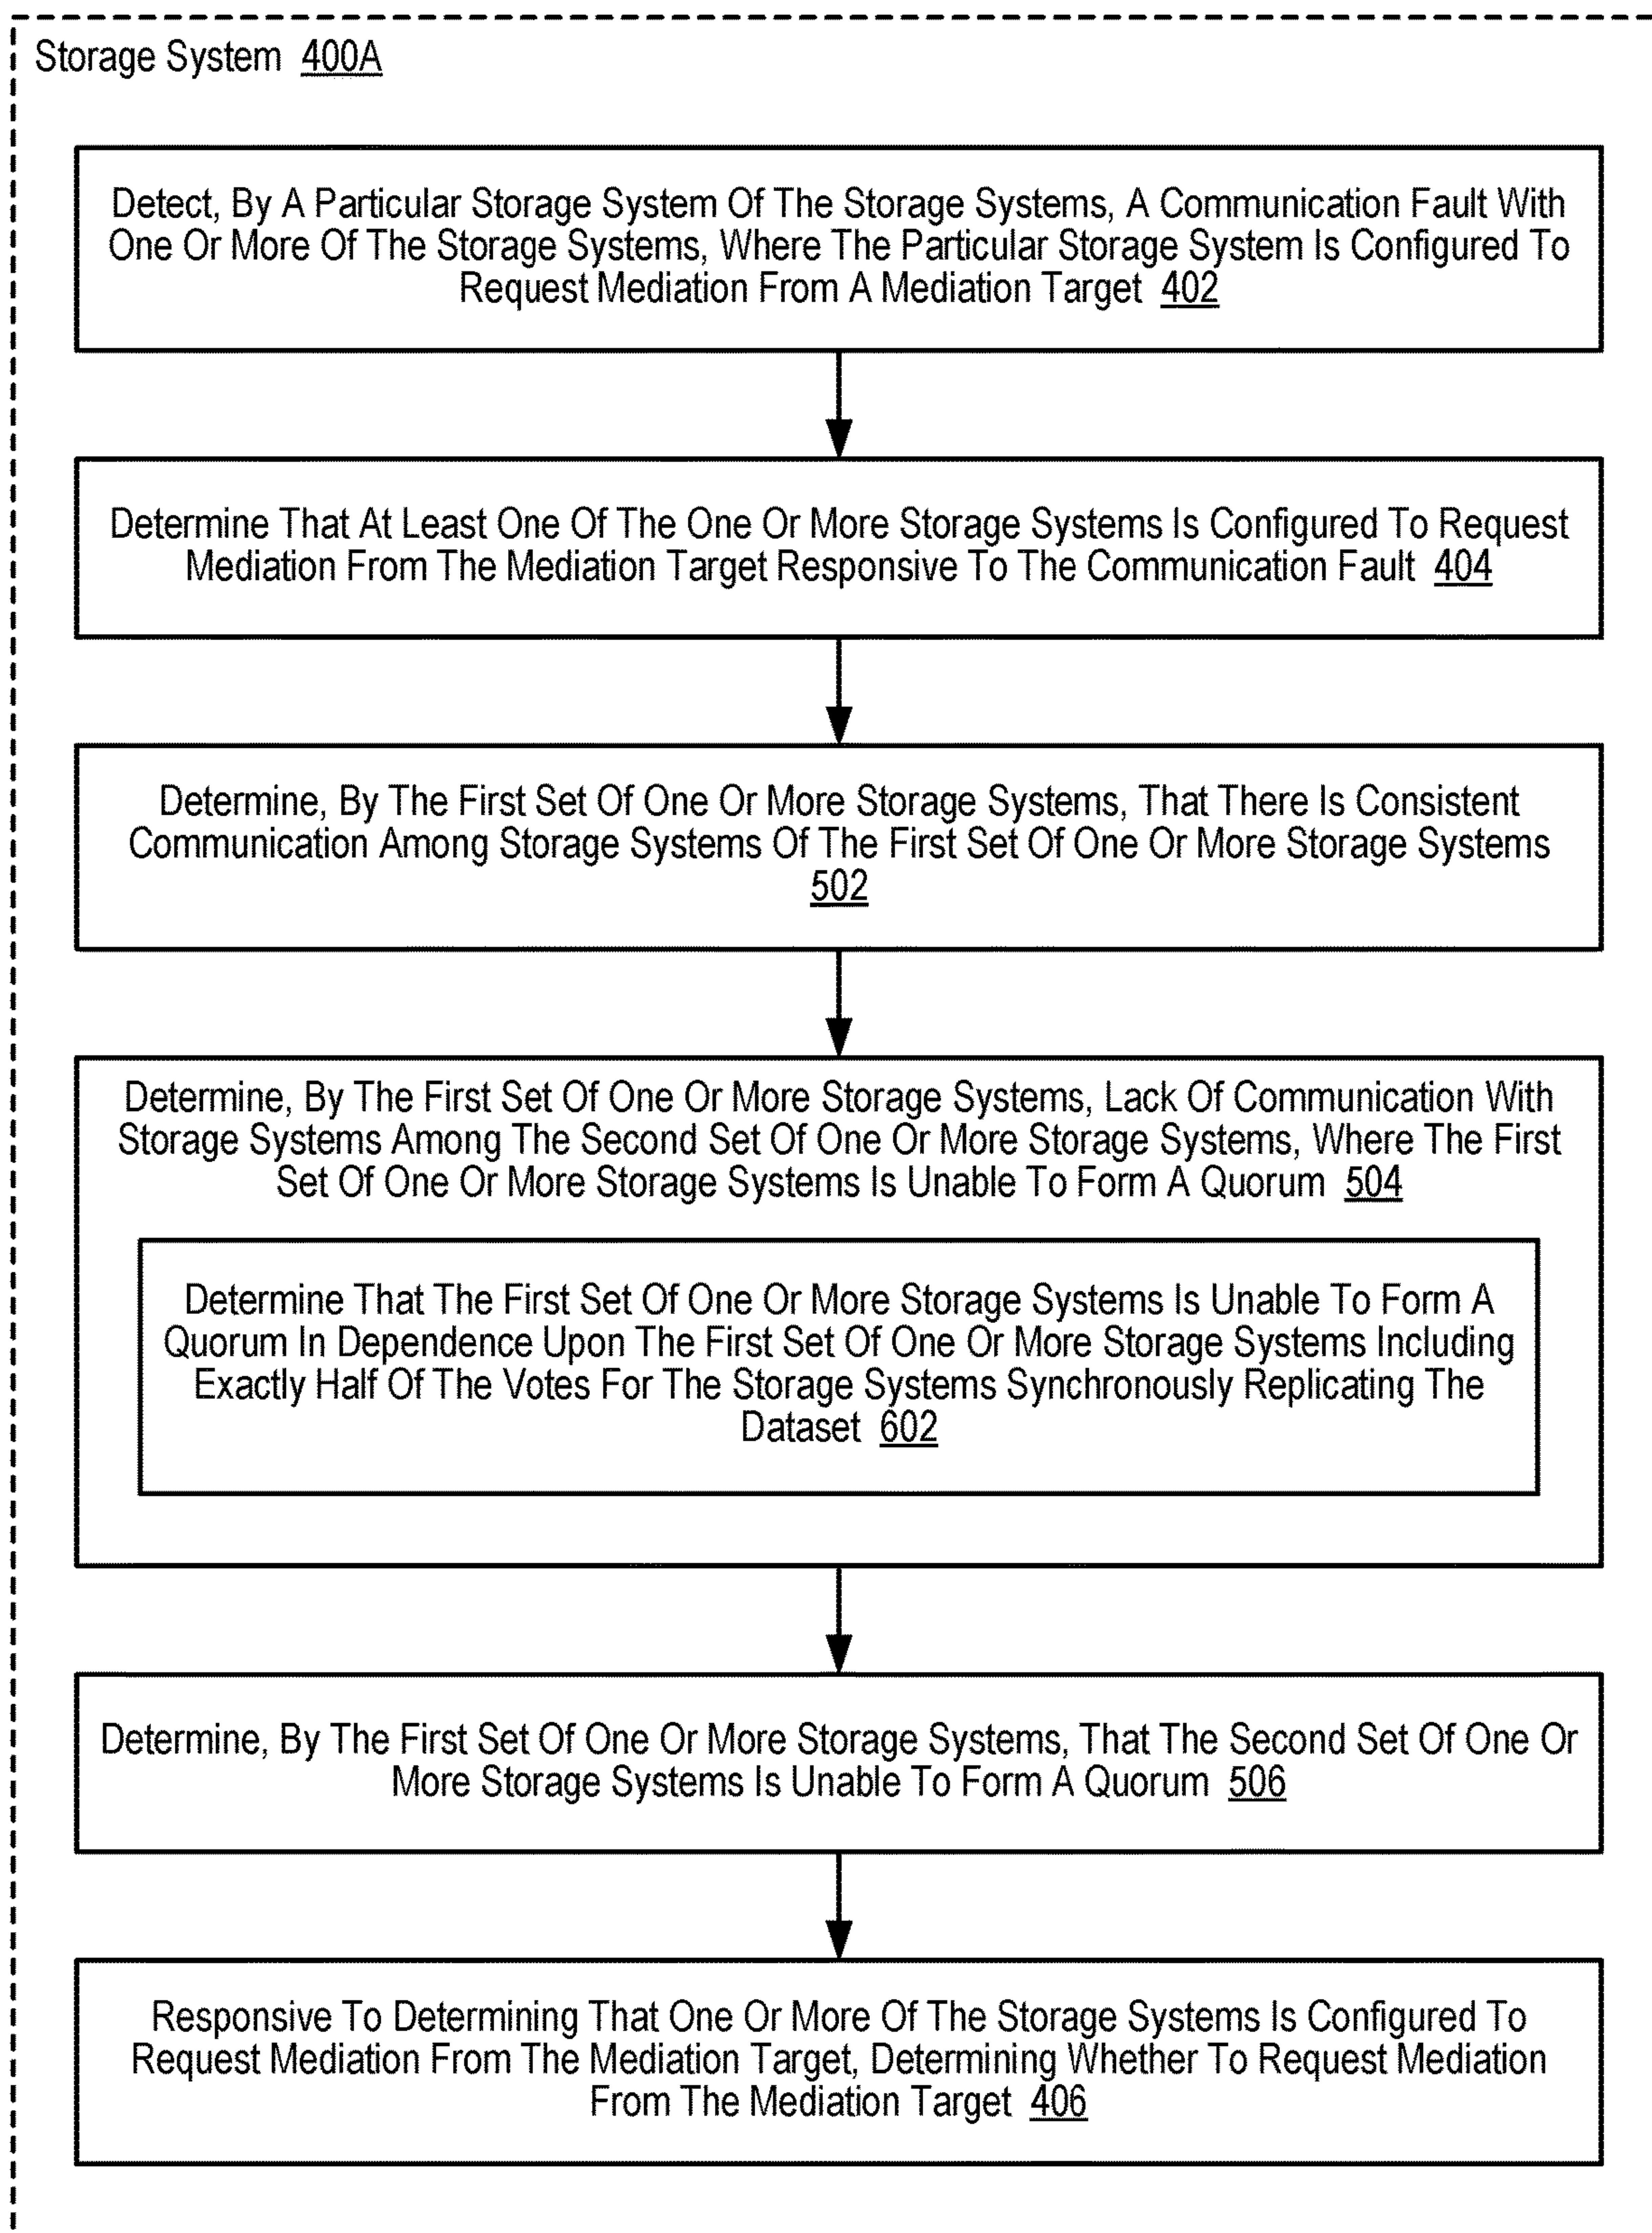 Storage System 400A
Detect, By A Particular Storage System Of The Storage Systems, A Communication Fault With
One Or More Of The Storage Systems, Where The Particular Storage System Is Configured To
Request Mediation From A Mediation Target 402
Determine That At Least One Of The One Or More Storage Systems Is Configured To Request
Mediation From The Mediation Target Responsive To The Communication Fault 404
Determine, By The First Set Of One Or More Storage Systems, That There Is Consistent
Communication Among Storage Systems Of The First Set Of One Or More Storage Systems
502
Determine, By The First Set Of One Or More Storage Systems, Lack Of Communication With
Storage Systems Among The Second Set Of One Or More Storage Systems, Where The First
Set Of One Or More Storage Systems Is Unable To Form A Quorum 504
Determine That The First Set Of One Or More Storage Systems Is Unable To Form A
Quorum In Dependence Upon The First Set Of One Or More Storage Systems Including
Exactly Half Of The Votes For The Storage Systems Synchronously Replicating The
Dataset 602
Determine, By The First Set Of One Or More Storage Systems, That The Second Set Of One Or
More Storage Systems Is Unable To Form A Quorum 506
Responsive To Determining That One Or More Of The Storage Systems Is Configured To
Request Mediation From The Mediation Target, Determining Whether To Request Mediation
From The Mediation Target 406